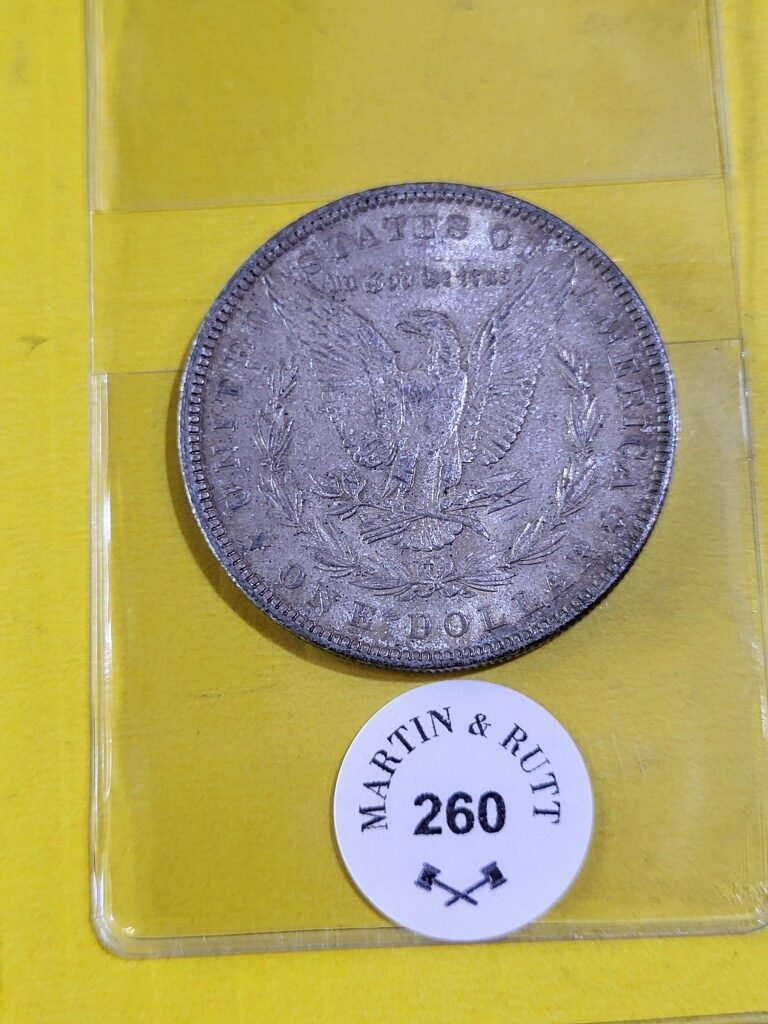 UNITED STATES OF AMERICA
In God we trust
ONE DOLLAR
MARTIN & RUTT
260